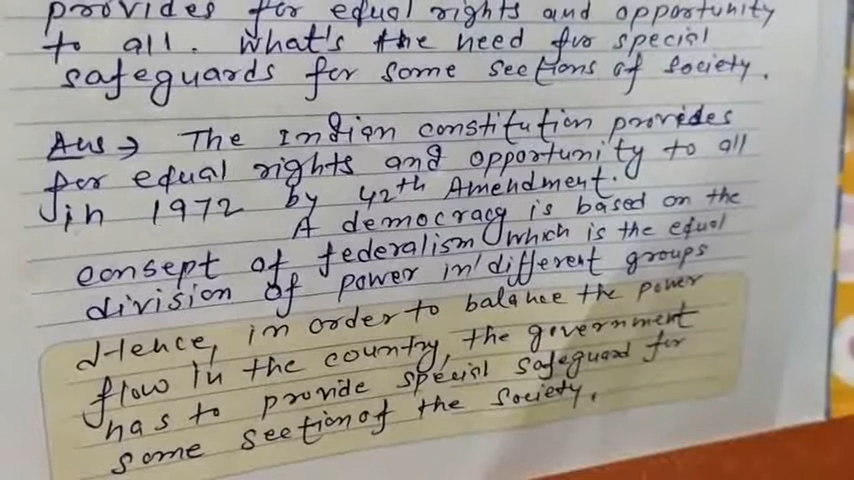 provides for equal rights and opportunity
to all. What's the need for special
safeguards for some sections of society.
Ans → The Indian constitution provides
for equal rights and opportunity to all
in 1972 by 42th Amendment.
A democracy is based on the
consept of federalism which is the equal
division of power in different groups
Hence, in order to balance the power
flow in the country, the government
has to provide special safeguard for
some section of the society.